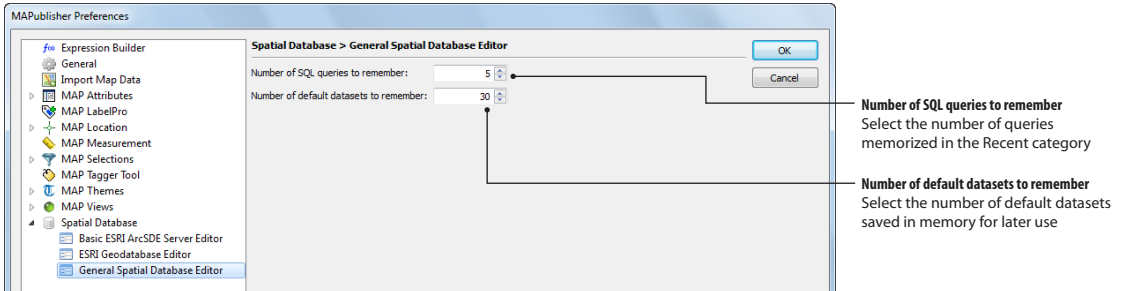 MAPublisher Preferences
Expression Builder
General
Import Map Data
MAP Attributes
MAP LabelPro
MAP Location
MAP Measurement
MAP Selections
MAP Tagger Tool
MAP Themes
MAP Views
Spatial Database
Basic ESRI ArcSDE Server Editor
ESRI Geodatabase Editor
General Spatial Database Editor
Spatial Database > General Spatial Database Editor
Number of SQL queries to remember: 5
Number of default datasets to remember: 30
OK
Cancel
Number of SQL queries to remember
Select the number of queries
memorized in the Recent category
Number of default datasets to remember
Select the number of default datasets
saved in memory for later use